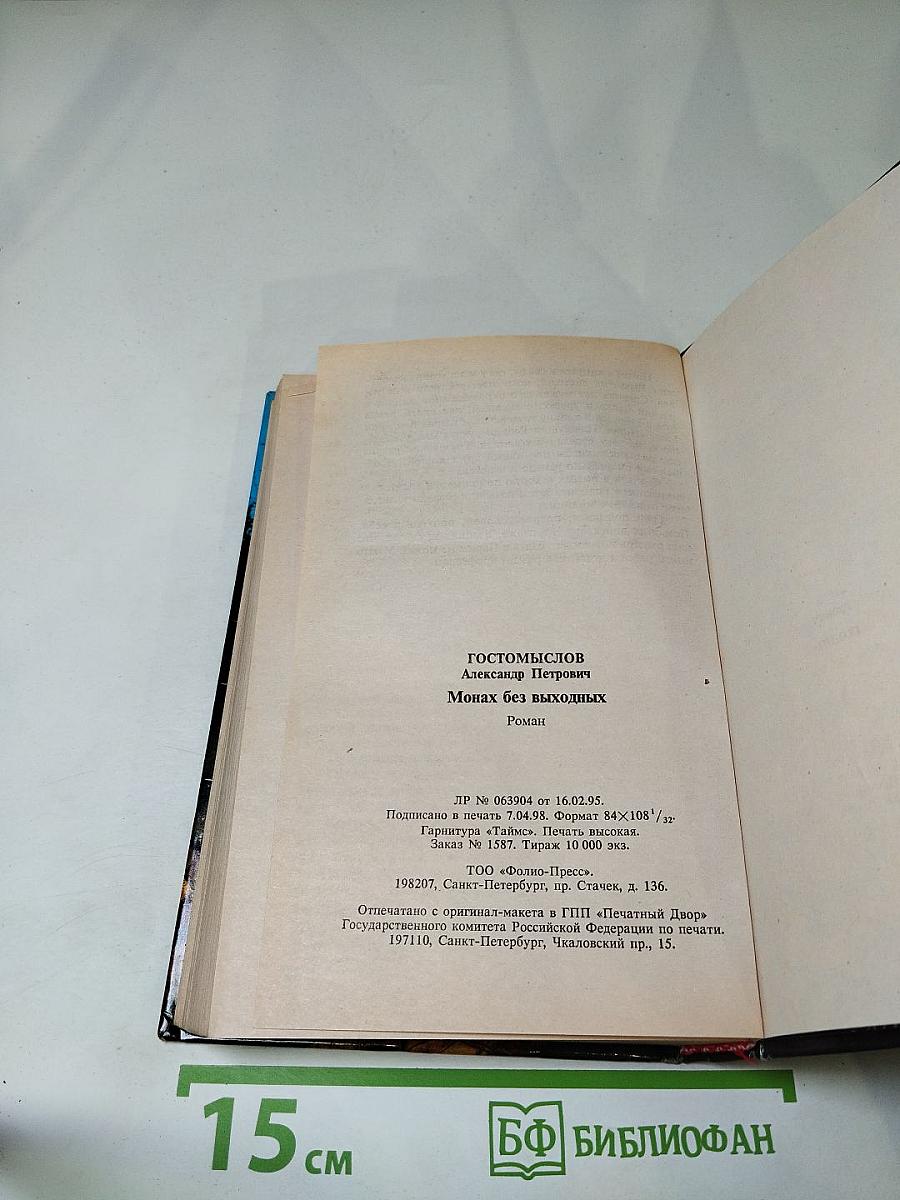 ГОСТОМЫСЛОВ
Александр Петрович
Монах без выходных
Роман
ЛР № 063904 от 16.02.95.
Подписано в печать 7.04.98. Формат 84×108 1/32.
Гарнитура «Таймс». Печать высокая.
Заказ № 1587. Тираж 10 000 экз.
ТОО «Фолио-Пресс».
198207, Санкт-Петербург, пр. Стачек, д. 136.
Отпечатано с оригинал-макета в ГПП «Печатный Двор»
Государственного комитета Российской Федерации по печати.
197110, Санкт-Петербург, Чкаловский пр., 15.
15 см
БФ БИБЛИОФАН